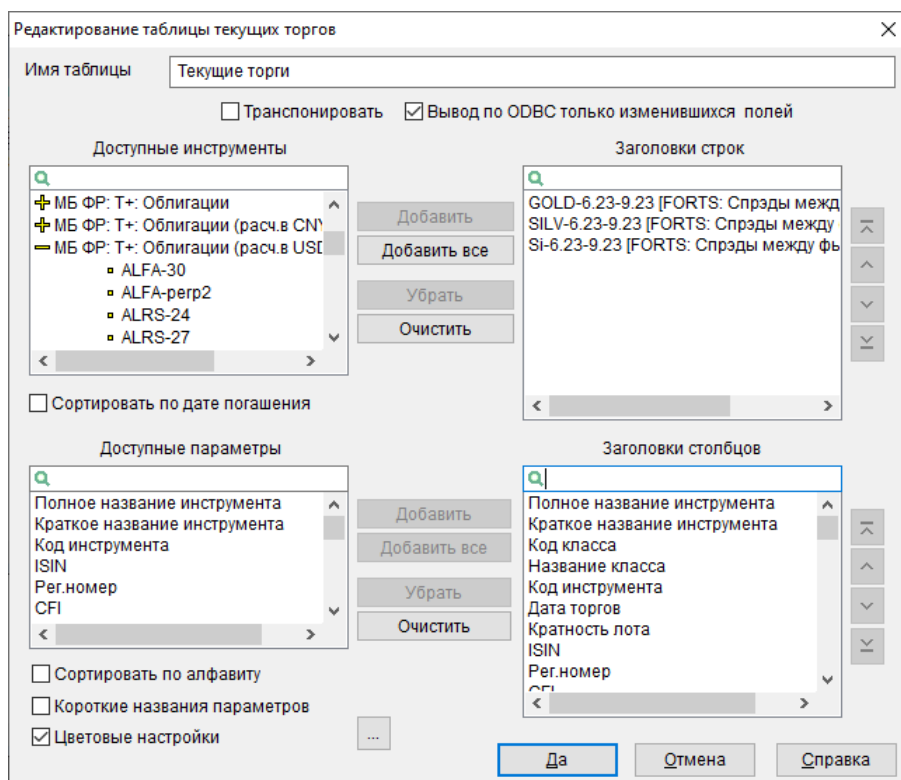 Редактирование таблицы текущих торгов
Имя таблицы
Текущие торги
Транспонировать
Вывод по ODBC только изменившихся полей
Доступные инструменты
МБ ФР: Т+: Облигации
МБ ФР: Т+: Облигации (расч.в CNY
МБ ФР: Т+: Облигации (расч.в USD
ALFA-30
ALFA-perp2
ALRS-24
ALRS-27
Сортировать по дате погашения
Добавить
Добавить все
Убрать
Очистить
Заголовки строк
GOLD-6.23-9.23 [FORTS: Спрэды межд
SILV-6.23-9.23 [FORTS: Спрэды между
Si-6.23-9.23 [FORTS: Спрэды между фь
Доступные параметры
Полное название инструмента
Краткое название инструмента
Код инструмента
ISIN
Рег.номер
CFI
Сортировать по алфавиту
Короткие названия параметров
Цветовые настройки
...
Добавить
Добавить все
Убрать
Очистить
Заголовки столбцов
Полное название инструмента
Краткое название инструмента
Код класса
Название класса
Код инструмента
Дата торгов
Кратность лота
ISIN
Рег.номер
CFI
Да
Отмена
Справка